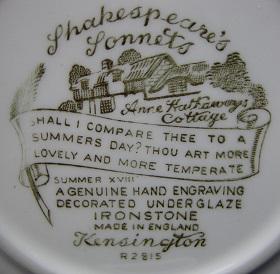 Shakespeare's
Sonnets
Anne Hathaways
Cottage
SHALL I COMPARE THEE TO A
SUMMERS DAY? THOU ART MORE
LOVELY AND MORE TEMPERATE
SUMMER XVIII
A GENUINE HAND ENGRAVING
DECORATED UNDERGLAZE
IRONSTONE
MADE IN ENGLAND
Kensington
R2815